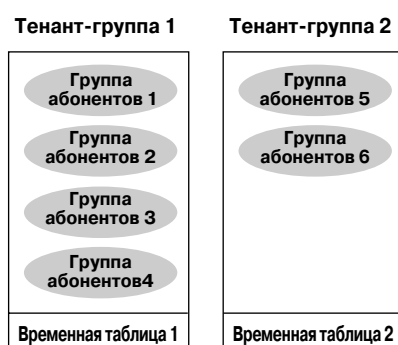 Тенант-группа 1
Группа
абонентов 1
Группа
абонентов 2
Группа
абонентов 3
Группа
абонентов4
Временная таблица 1
Тенант-группа 2
Группа
абонентов 5
Группа
абонентов 6
Временная таблица 2